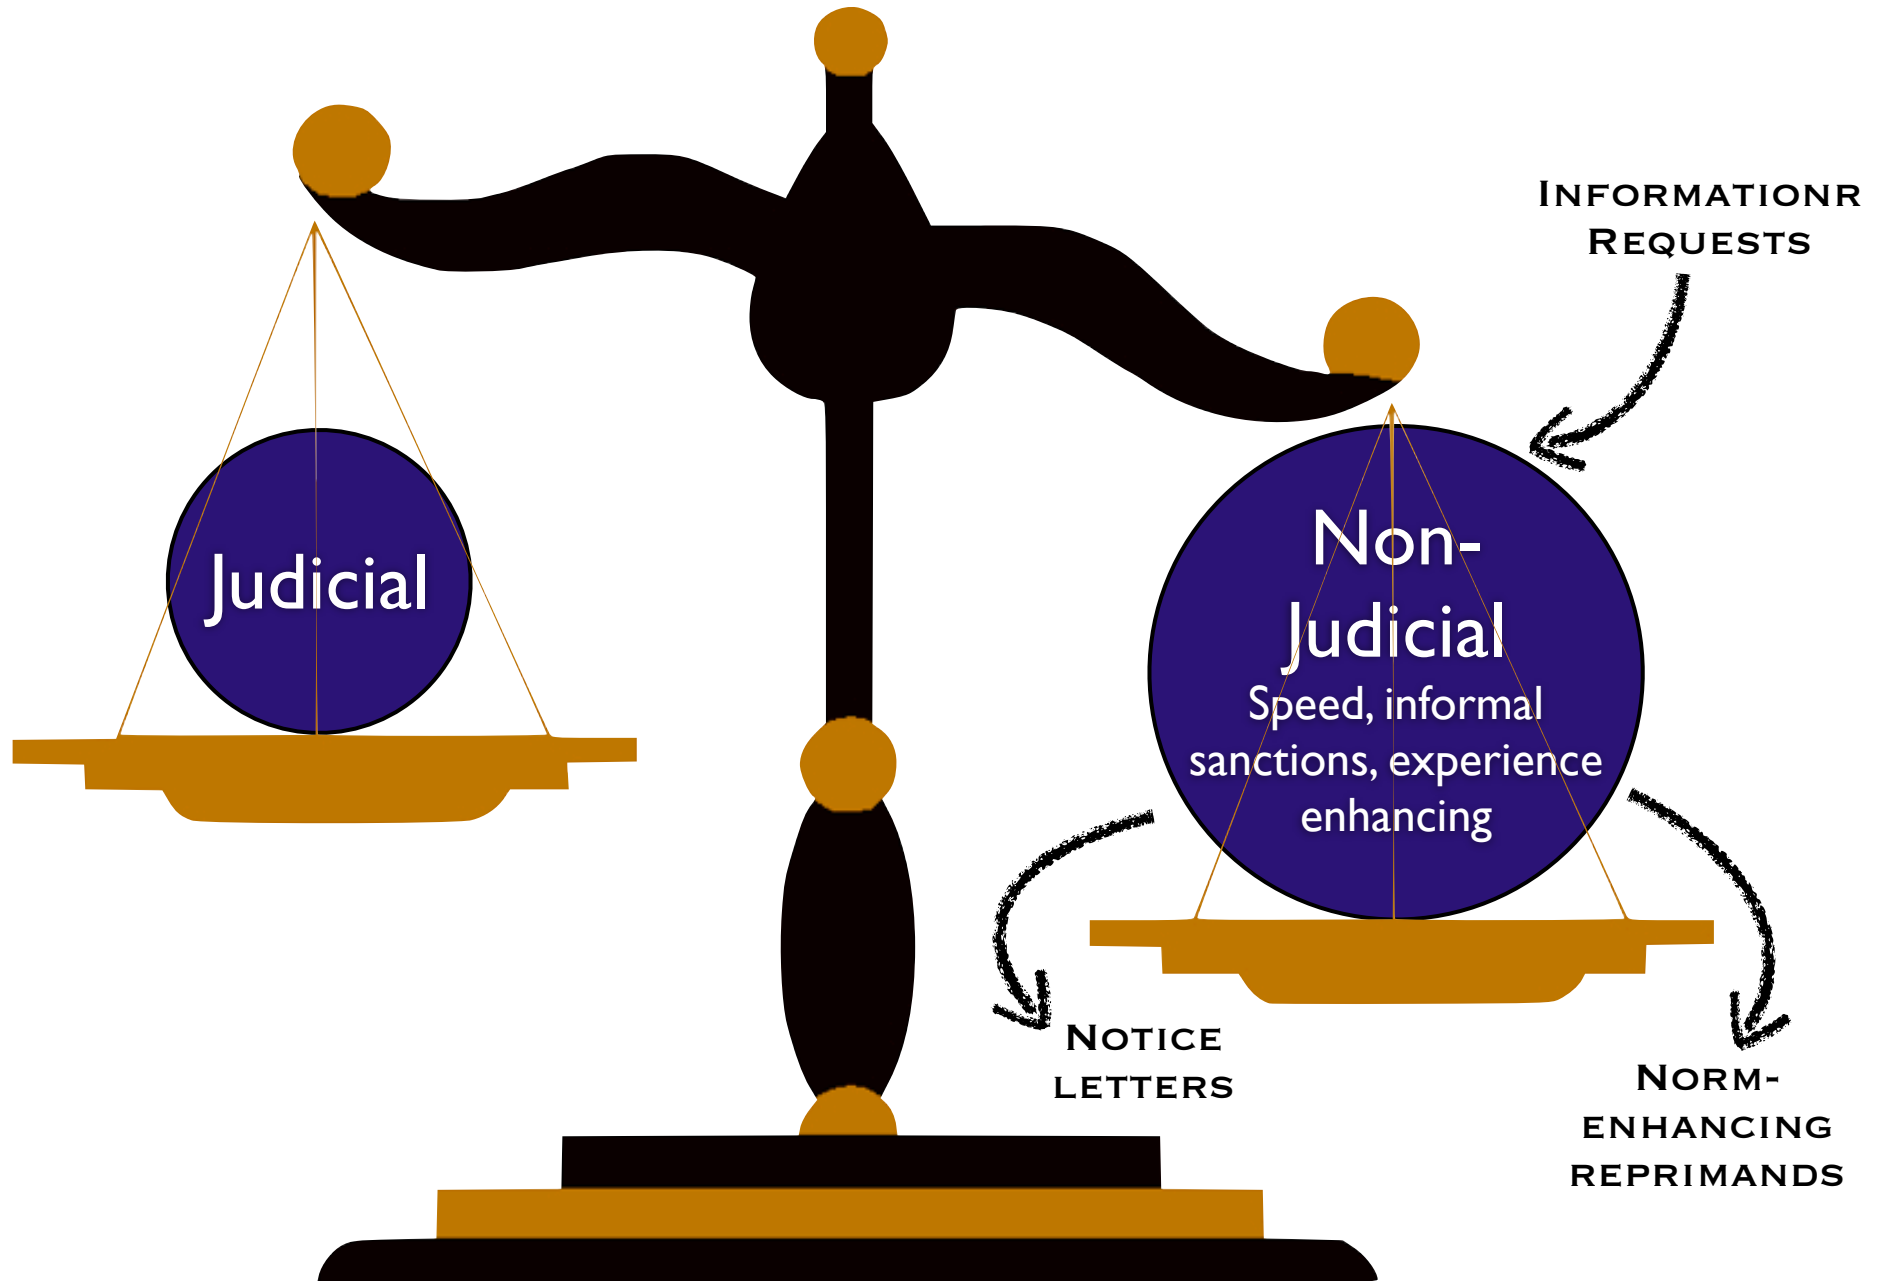 INFORMATIONR
REQUESTS
Judicial
Non-
Judicial
Speed, informal
sanctions, experience
enhancing
NOTICE
LETTERS
NORM-
ENHANCING
REPRIMANDS